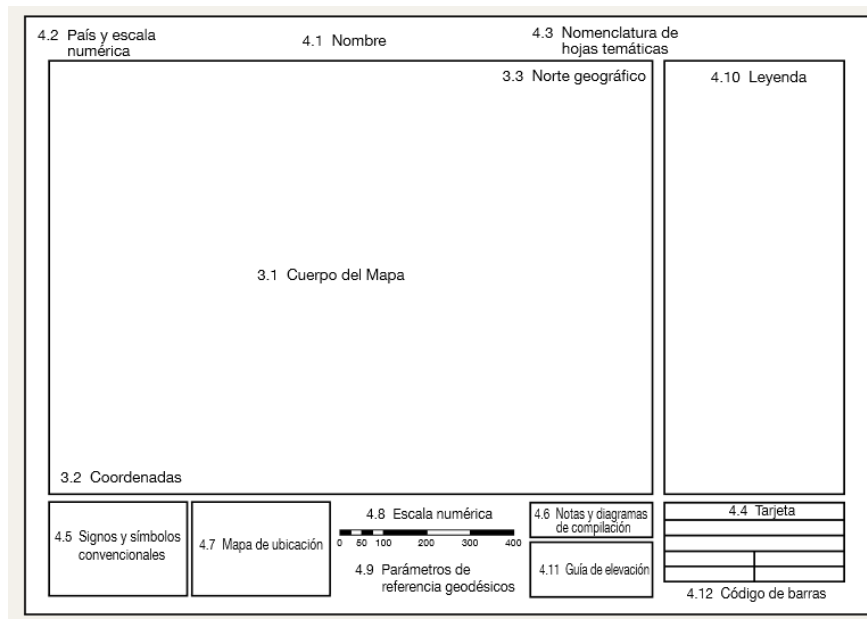 4.2 País y escala
numérica
4.1 Nombre
4.3 Nomenclatura de
hojas temáticas
3.3 Norte geográfico
4.10 Leyenda
3.1 Cuerpo del Mapa
3.2 Coordenadas
4.5 Signos y símbolos
convencionales
4.7 Mapa de ubicación
4.8 Escala numérica
0 50 100 200 300 400
4.9 Parámetros de
referencia geodésicos
4.6 Notas y diagramas
de compilación
4.11 Guía de elevación
4.4 Tarjeta
4.12 Código de barras